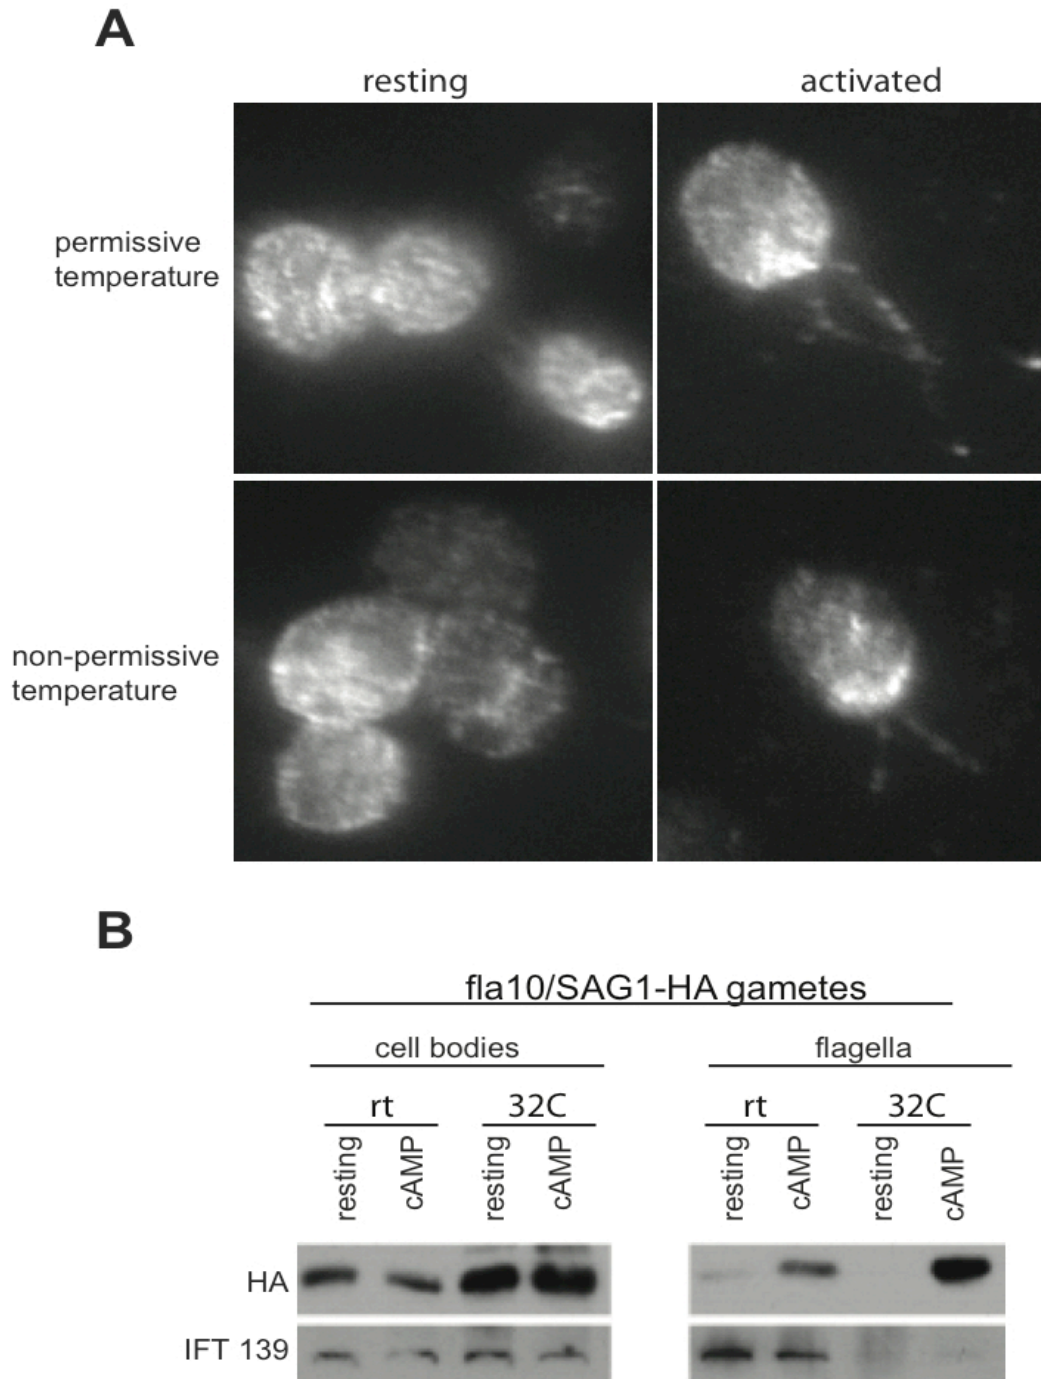 A
resting activated
permissive
temperature
non-permissive
temperature
B
fla10/SAG1-HA gametes
cell bodies flagella
rt 32C rt 32C
resting cAMP resting cAMP resting cAMP resting cAMP
HA
IFT 139